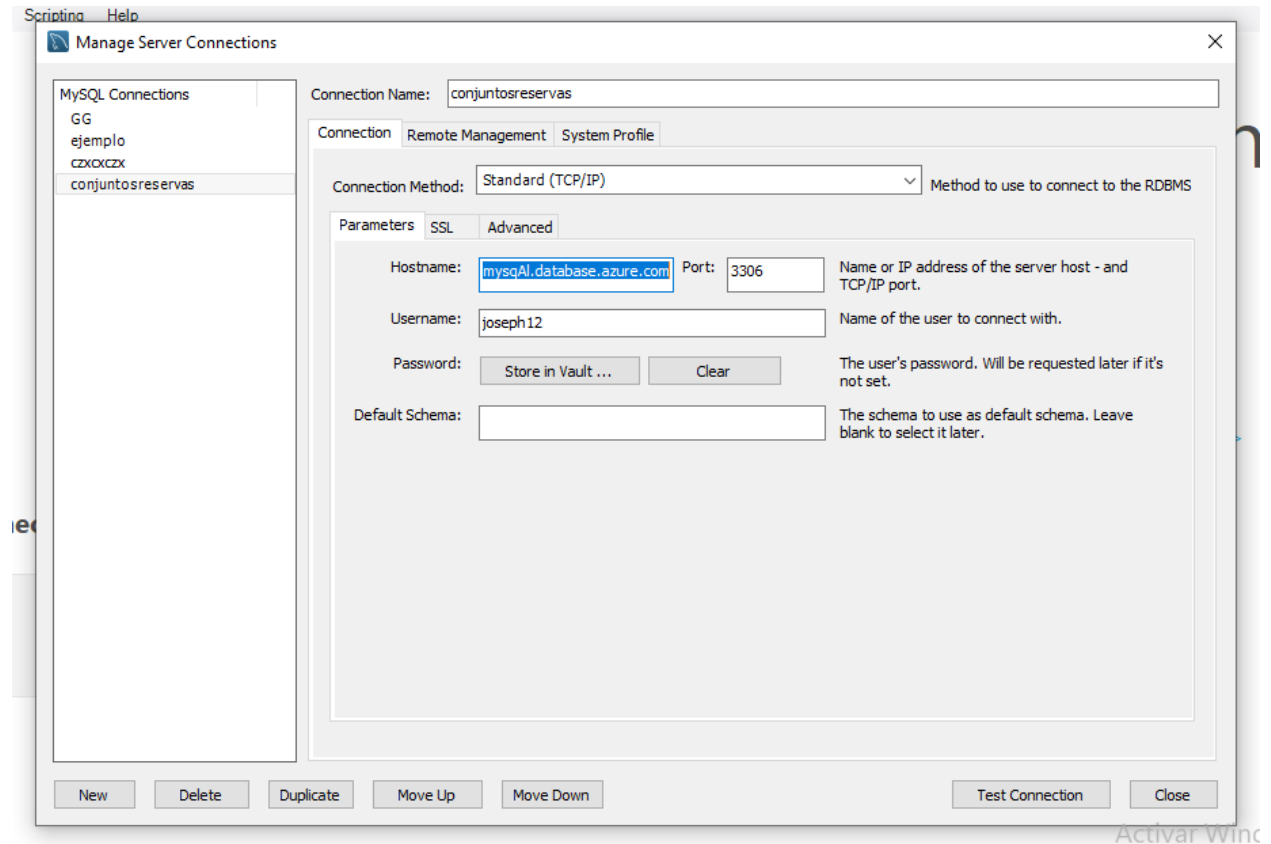 Scripting Help
Manage Server Connections
MySQL Connections
GG
ejemplo
czxcxczx
conjuntosreservas
Connection Name: conjuntosreservas
Connection Remote Management System Profile
Connection Method: Standard (TCP/IP) Method to use to connect to the RDBMS
Parameters SSL Advanced
Hostname: mysqAl.database.azure.com Port: 3306 Name or IP address of the server host - and
TCP/IP port.
Username: joseph12 Name of the user to connect with.
Password: Store in Vault ... Clear The user's password. Will be requested later if it's
not set.
Default Schema: The schema to use as default schema. Leave
blank to select it later.
New Delete Duplicate Move Up Move Down Test Connection Close
Activar